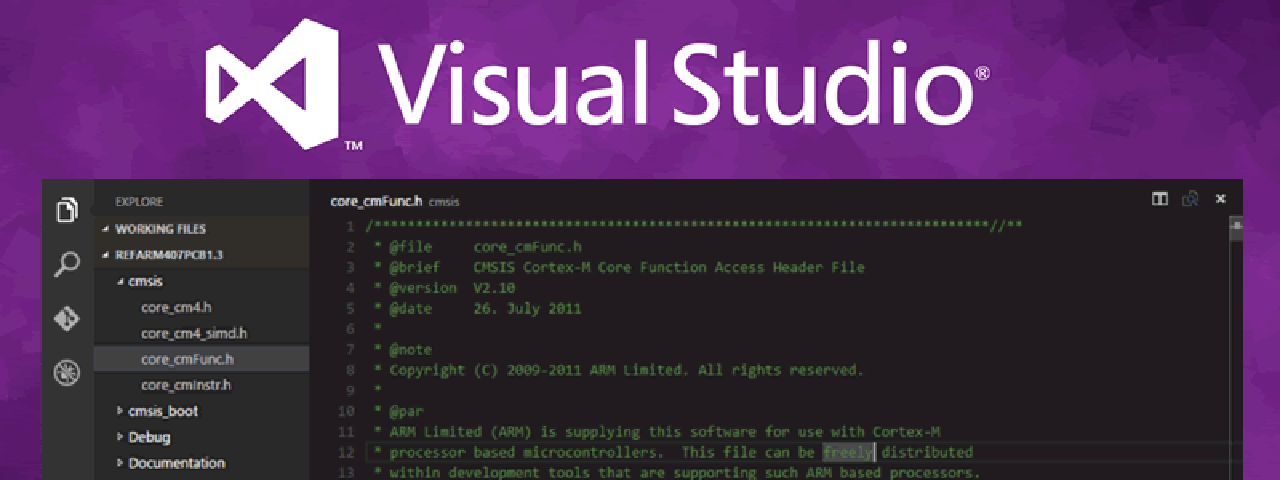 Visual Studio®
™
EXPLORE
WORKING FILES
REFARM407PCB1.3
cmsis
core_cm4.h
core_cm4_simd.h
core_cmFunc.h
core_cmInstr.h
cmsis_boot
Debug
Documentation
core_cmFunc.h cmsis
1 /**************************************************************************//**
2 * @file core_cmFunc.h
3 * @brief CMSIS Cortex-M Core Function Access Header File
4 * @version V2.10
5 * @date 26. July 2011
6 *
7 * @note
8 * Copyright (C) 2009-2011 ARM Limited. All rights reserved.
9 *
10 * @par
11 * ARM Limited (ARM) is supplying this software for use with Cortex-M
12 * processor based microcontrollers. This file can be freely distributed
13 * within development tools that are supporting such ARM based processors.